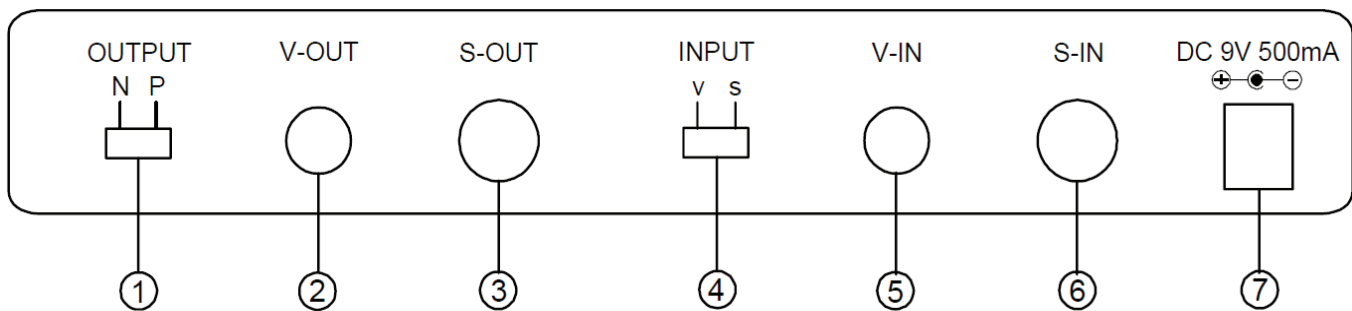 OUTPUT V-OUT S-OUT INPUT V-IN S-IN DC 9V 500mA
N P V S + -
1 2 3 4 5 6 7